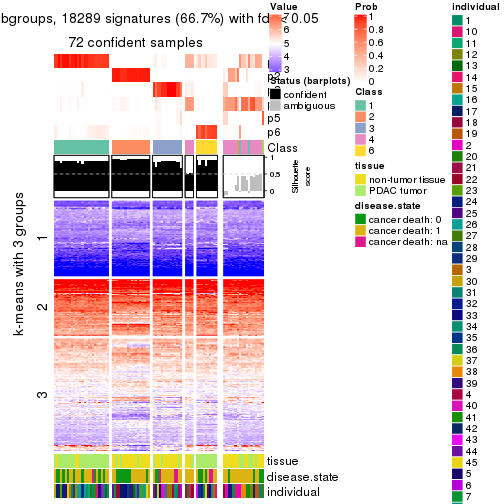 bgroups, 18289 signatures (66.7%) with fdr < 0.05
72 confident samples
p2
p5
p6
Class
1
0.5
0
Silhouette
score
k-means with 3 groups
1
2
3
tissue
disease.state
individual
Value
7
6
5
4
3
Status (barplots)
confident
ambiguous
Prob
1
0.8
0.6
0.4
0.2
0
Class
1
2
3
4
6
tissue
non-tumor tissue
PDAC tumor
disease.state
cancer death: 0
cancer death: 1
cancer death: na
individual
1
10
11
12
13
14
15
16
17
18
19
2
20
21
22
23
24
25
26
27
28
29
3
30
31
32
33
34
35
36
37
38
39
4
40
41
42
43
44
45
5
6
7